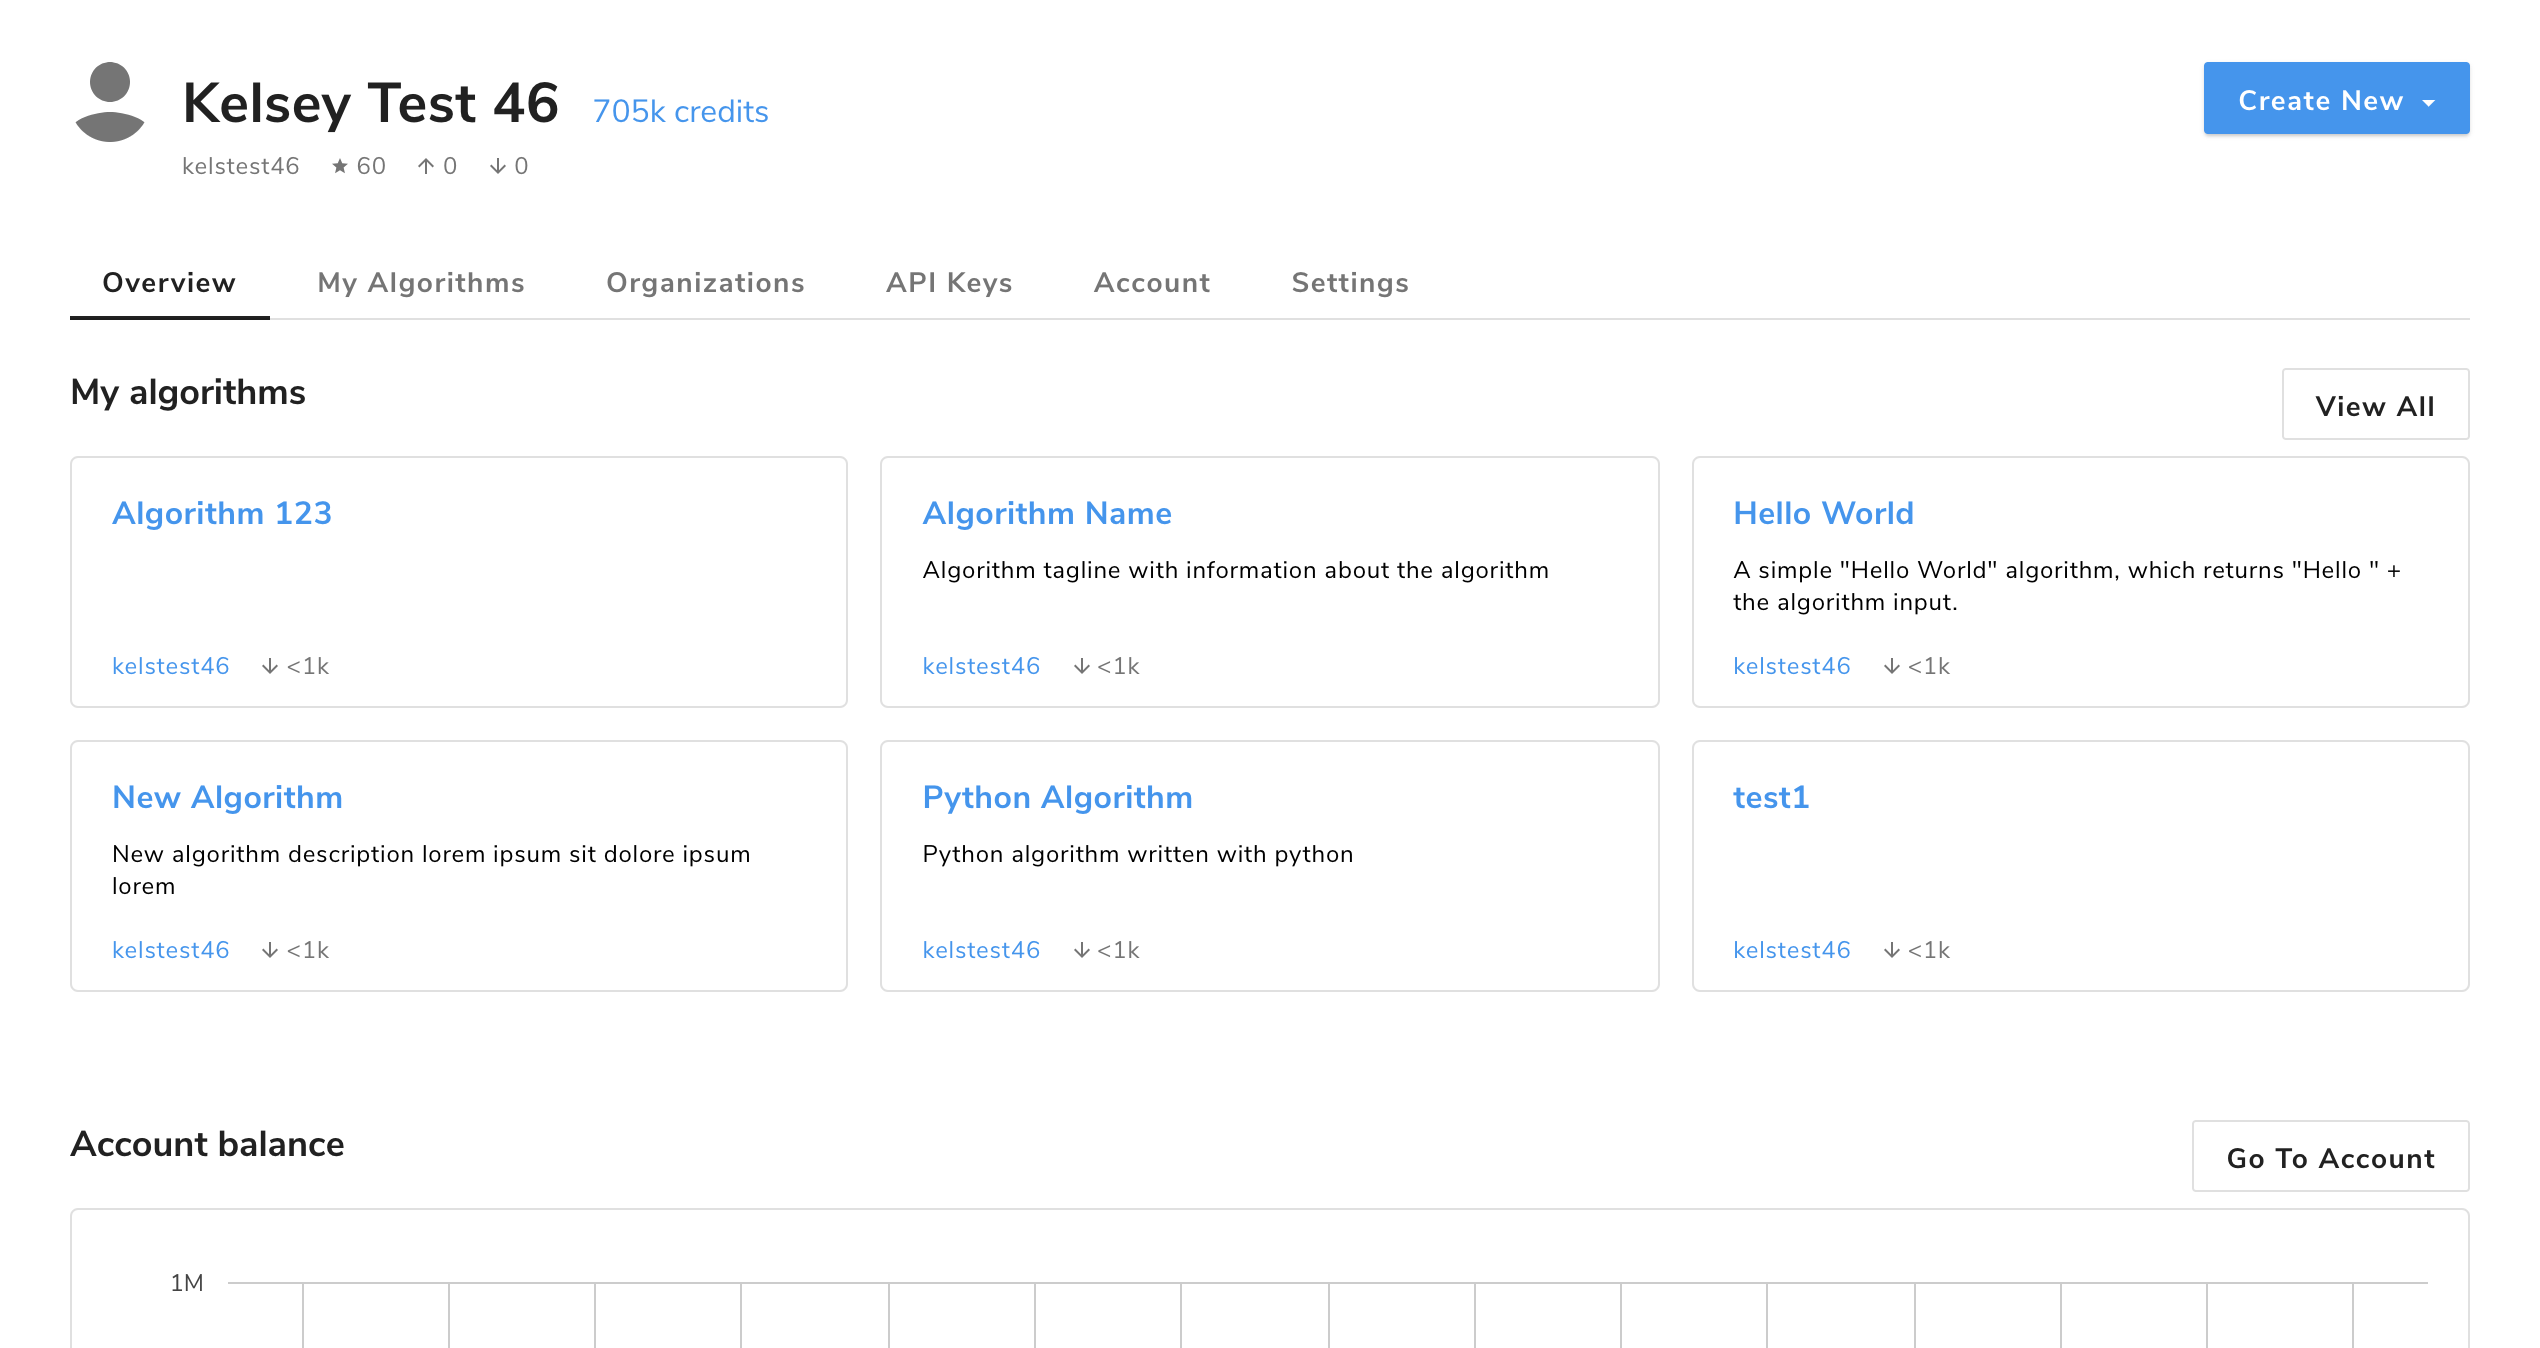 Kelsey Test 46 705k credits
Create New
kelstest46 ★ 60 ↑ 0 ↓ 0
Overview My Algorithms Organizations API Keys Account Settings
My algorithms
View All
Algorithm 123
kelstest46 ↓ <1k
Algorithm Name
Algorithm tagline with information about the algorithm
kelstest46 ↓ <1k
Hello World
A simple "Hello World" algorithm, which returns "Hello " +
the algorithm input.
kelstest46 ↓ <1k
New Algorithm
New algorithm description lorem ipsum sit dolore ipsum
lorem
kelstest46 ↓ <1k
Python Algorithm
Python algorithm written with python
kelstest46 ↓ <1k
test1
kelstest46 ↓ <1k
Account balance
Go To Account
1M